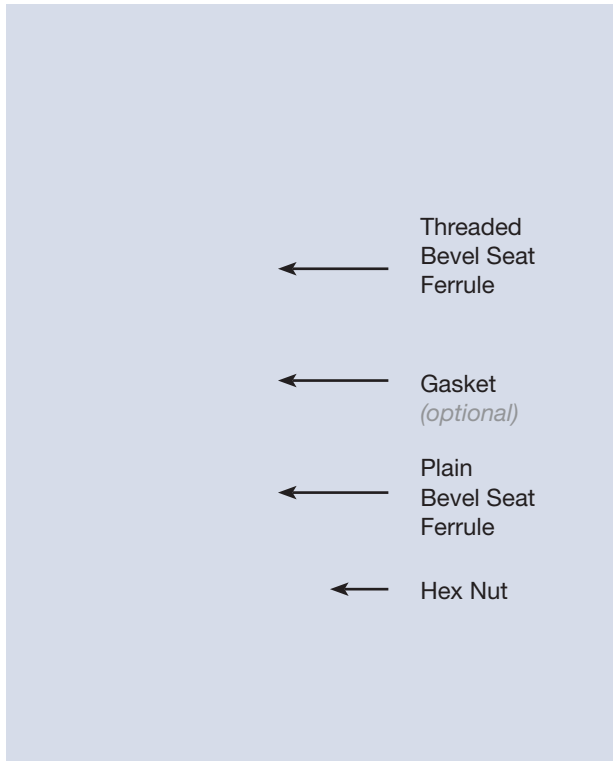 Threaded
Bevel Seat
Ferrule
Gasket
(optional)
Plain
Bevel Seat
Ferrule
Hex Nut